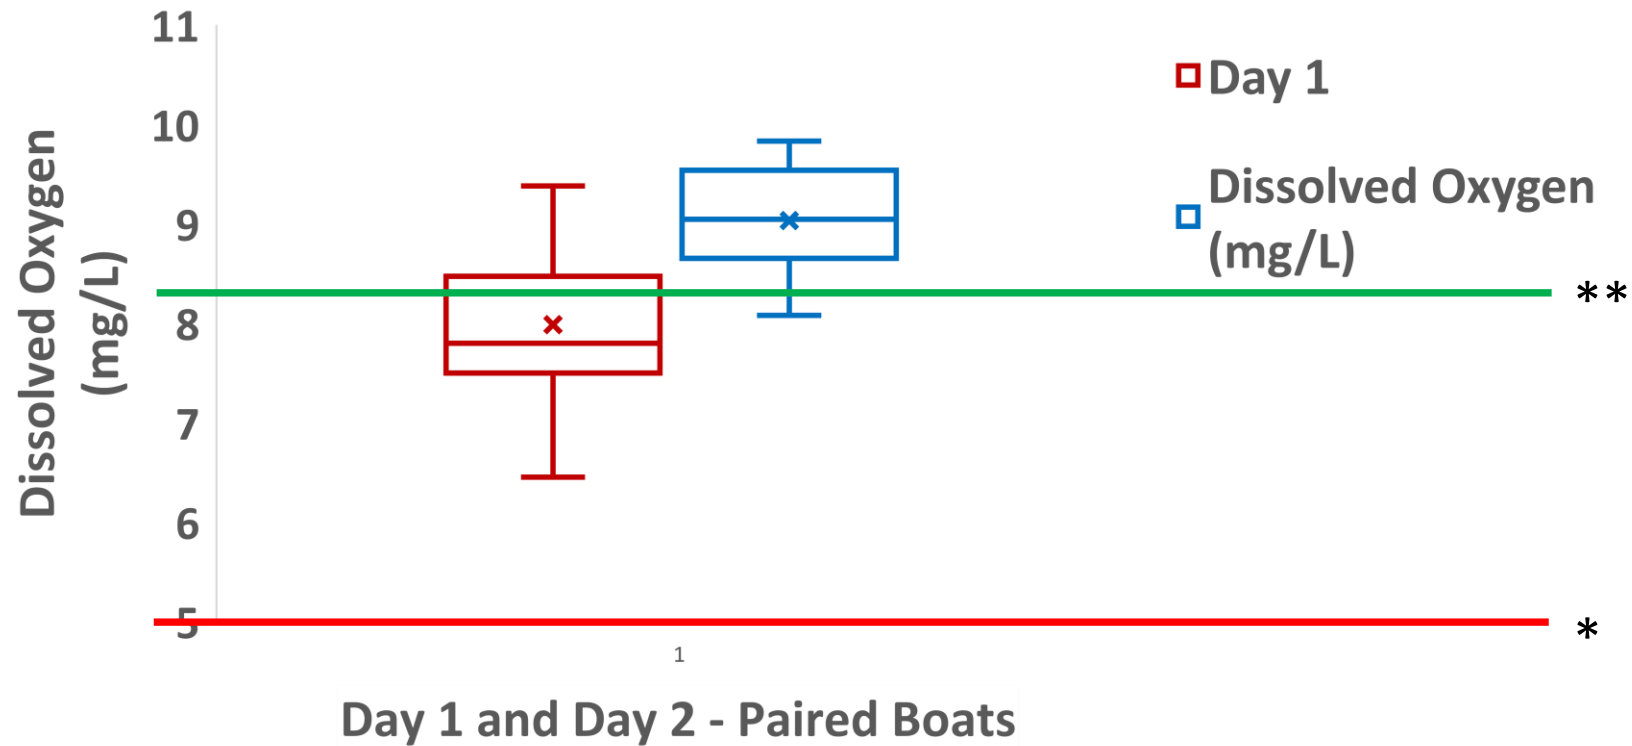 11
10
9
8
7
6
5
Dissolved Oxygen
(mg/L)
1
Day 1 and Day 2 - Paired Boats
Day 1
Dissolved Oxygen
(mg/L)
**
*